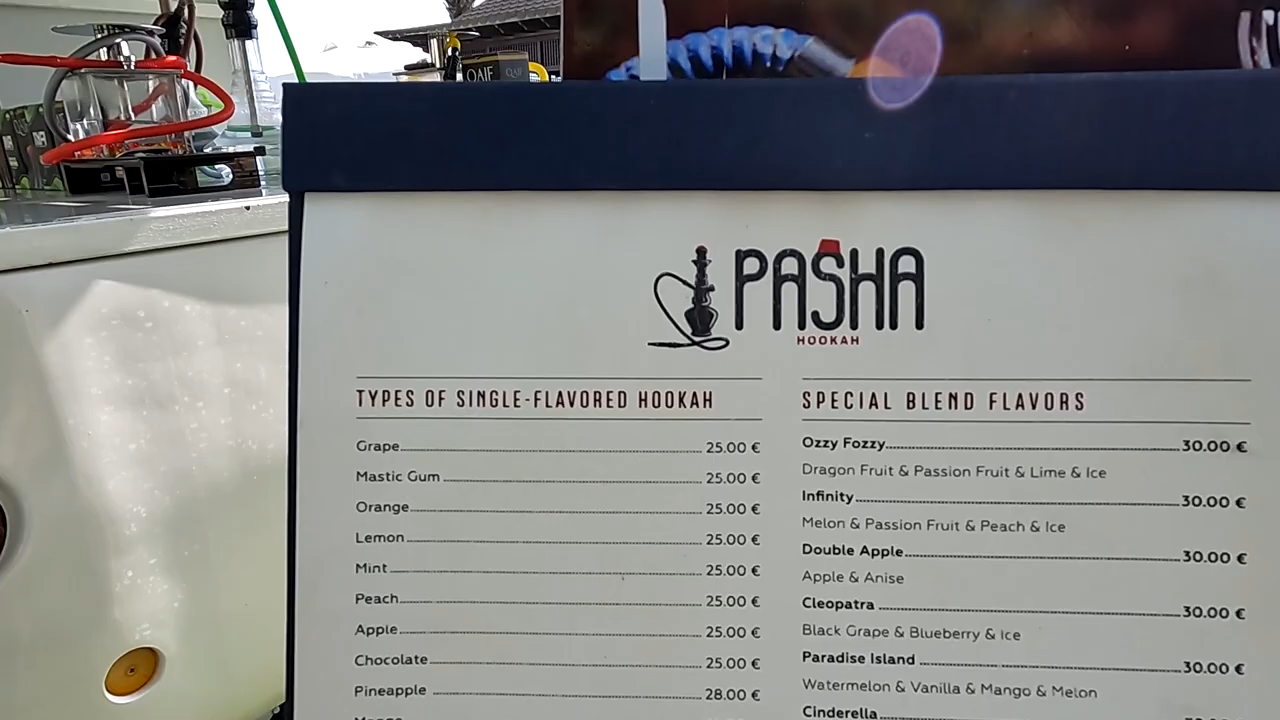 QAIF
QAIF
PASHA
HOOKAH
TYPES OF SINGLE-FLAVORED HOOKAH
Grape 25.00 €
Mastic Gum 25.00 €
Orange 25.00 €
Lemon 25.00 €
Mint 25.00 €
Peach 25.00 €
Apple 25.00 €
Chocolate 25.00 €
Pineapple 28.00 €
SPECIAL BLEND FLAVORS
Ozzy Fozzy 30.00 €
Dragon Fruit & Passion Fruit & Lime & Ice
Infinity 30.00 €
Melon & Passion Fruit & Peach & Ice
Double Apple 30.00 €
Apple & Anise
Cleopatra 30.00 €
Black Grape & Blueberry & Ice
Paradise Island 30.00 €
Watermelon & Vanilla & Mango & Melon
Cinderella